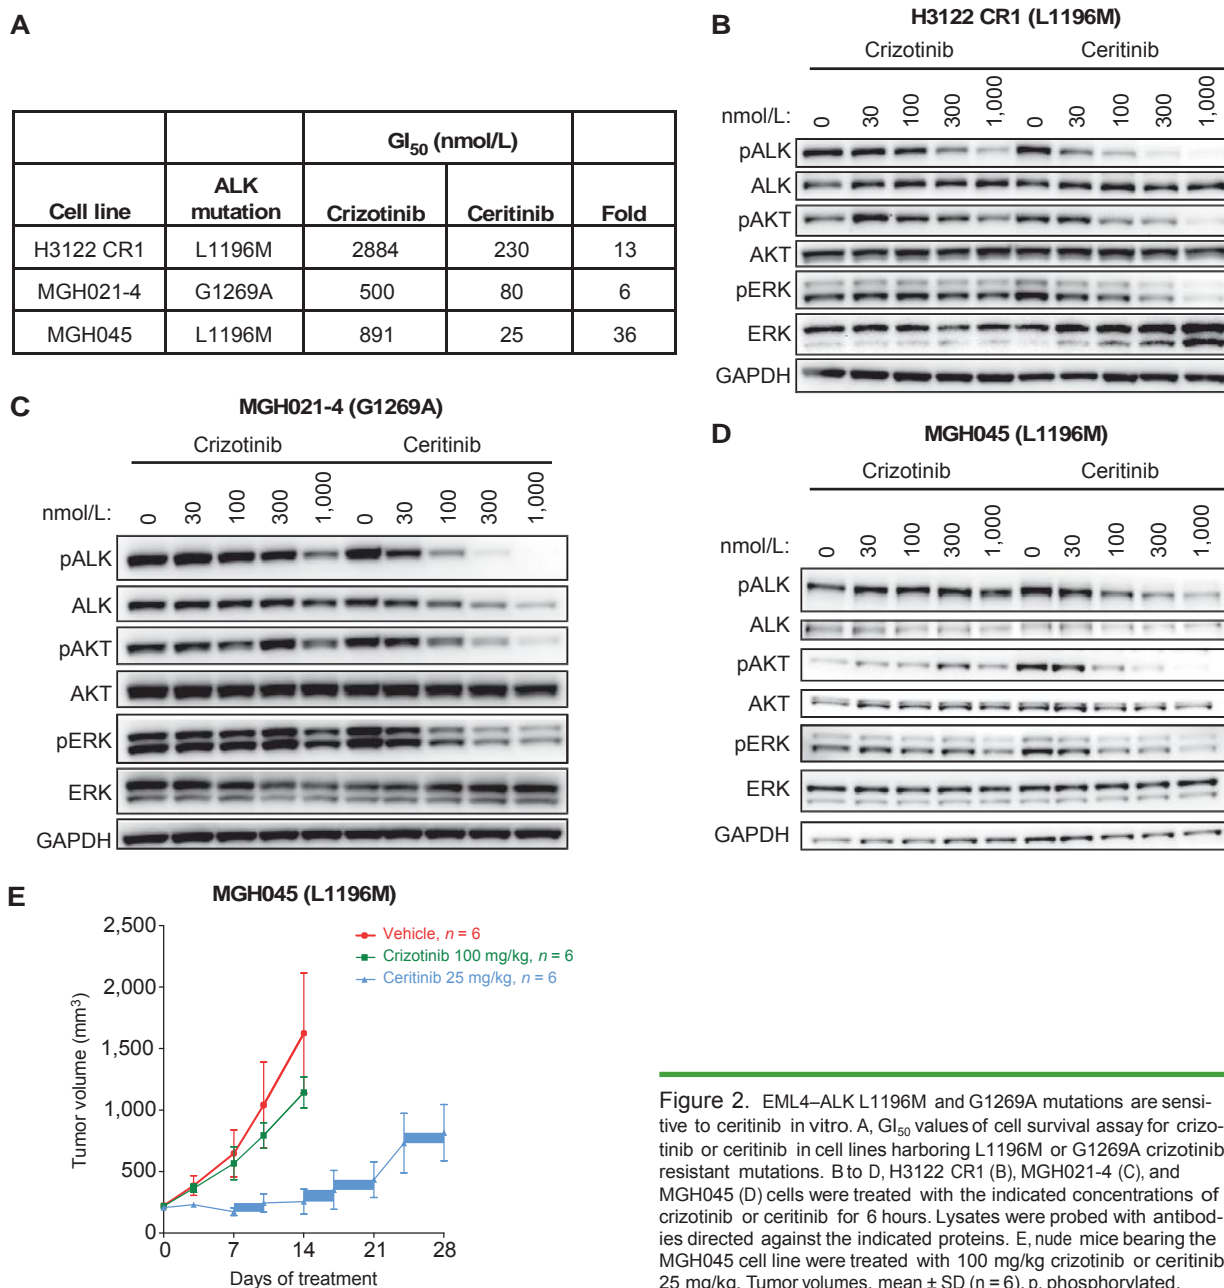 A
GI50 (nmol/L)
Cell line ALK mutation Crizotinib Ceritinib Fold
H3122 CR1 L1196M 2884 230 13
MGH021-4 G1269A 500 80 6
MGH045 L1196M 891 25 36
B
H3122 CR1 (L1196M)
Crizotinib Ceritinib
nmol/L: 0 30 100 300 1,000 0 30 100 300 1,000
pALK
ALK
pAKT
AKT
pERK
ERK
GAPDH
C
MGH021-4 (G1269A)
Crizotinib Ceritinib
nmol/L: 0 30 100 300 1,000 0 30 100 300 1,000
pALK
ALK
pAKT
AKT
pERK
ERK
GAPDH
D
MGH045 (L1196M)
Crizotinib Ceritinib
nmol/L: 0 30 100 300 1,000 0 30 100 300 1,000
pALK
ALK
pAKT
AKT
pERK
ERK
GAPDH
E
MGH045 (L1196M)
Vehicle, n = 6
Crizotinib 100 mg/kg, n = 6
Ceritinib 25 mg/kg, n = 6
Tumor volume (mm³)
2,500
2,000
1,500
1,000
500
0
0 7 14 21 28
Days of treatment
Figure 2. EML4–ALK L1196M and G1269A mutations are sensi-
tive to ceritinib in vitro. A, GI50 values of cell survival assay for crizo-
tinib or ceritinib in cell lines harboring L1196M or G1269A crizotinib
resistant mutations. B to D, H3122 CR1 (B), MGH021-4 (C), and
MGH045 (D) cells were treated with the indicated concentrations of
crizotinib or ceritinib for 6 hours. Lysates were probed with antibod-
ies directed against the indicated proteins. E, nude mice bearing the
MGH045 cell line were treated with 100 mg/kg crizotinib or ceritinib
25 mg/kg. Tumor volumes, mean ± SD (n = 6). p, phosphorylated.